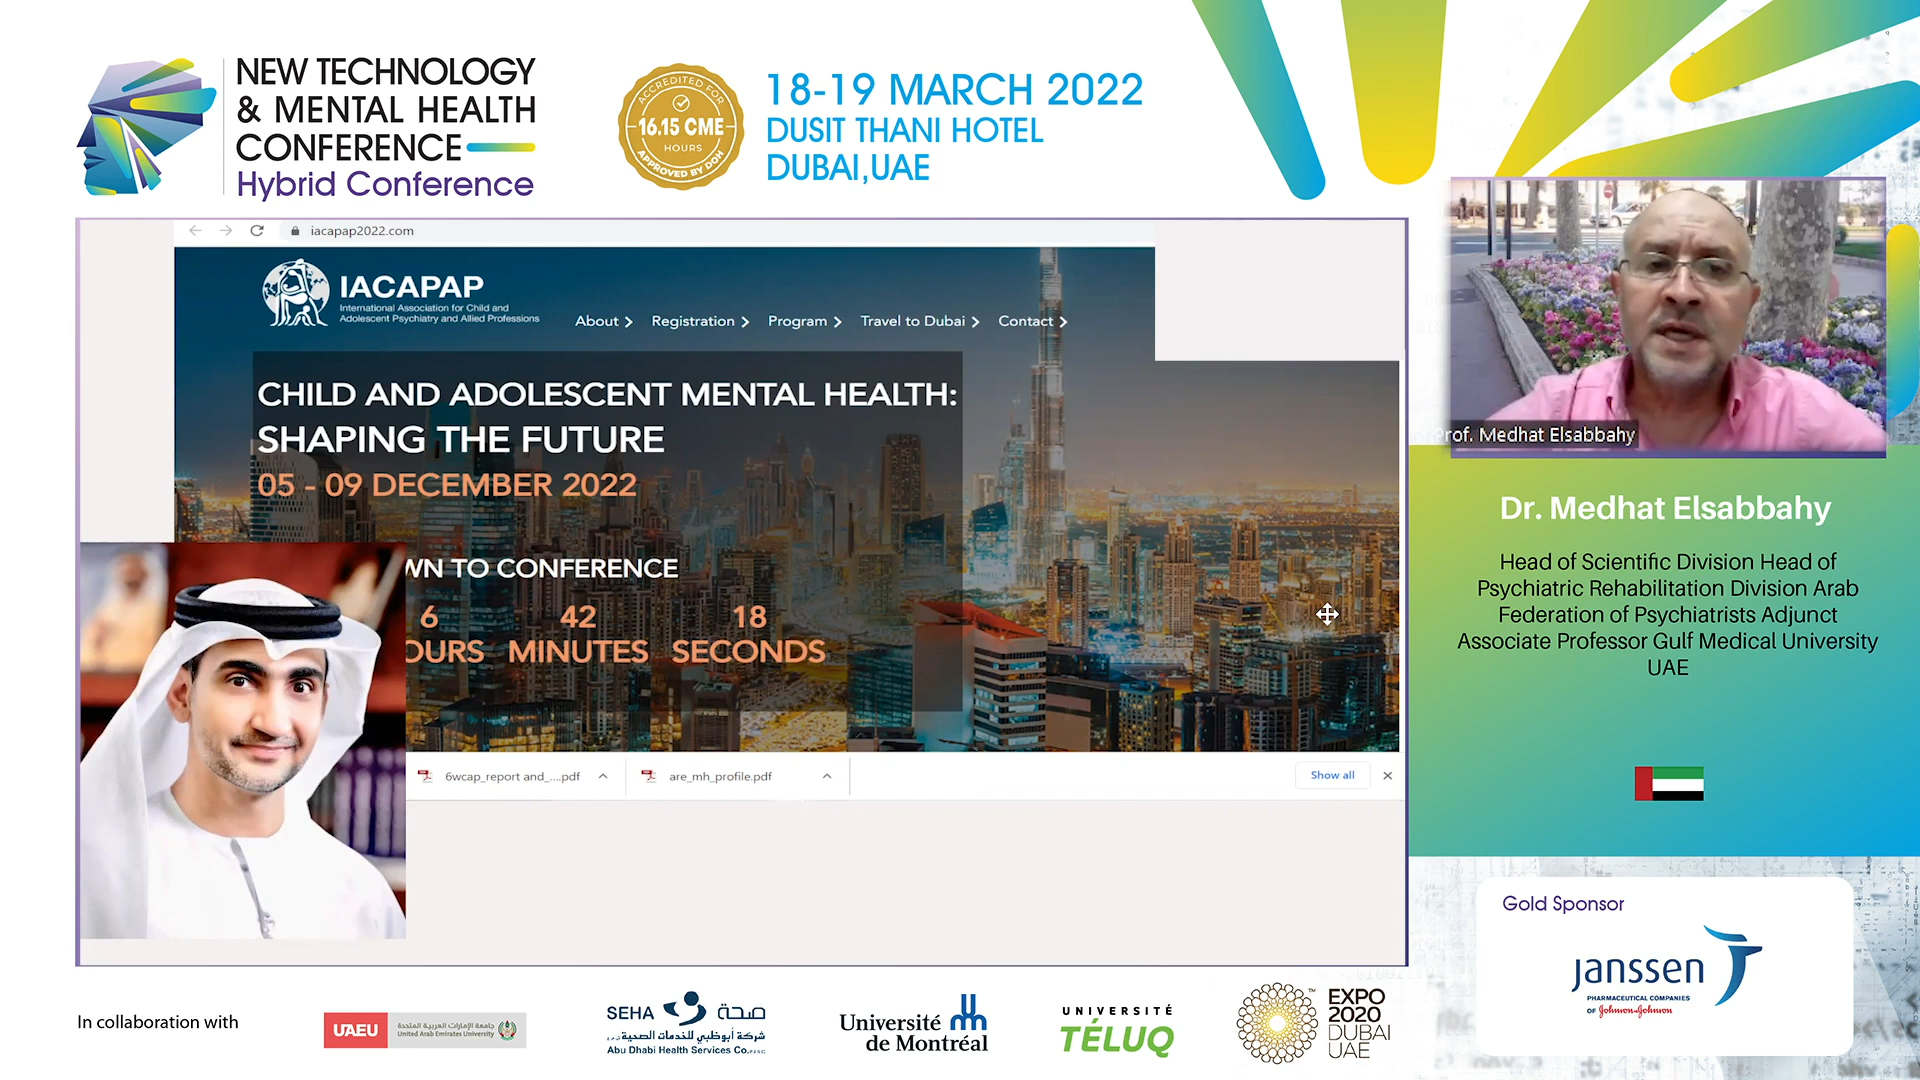 NEW TECHNOLOGY
& MENTAL HEALTH
CONFERENCE
Hybrid Conference
ACCREDITED FOR
16.15 CME
HOURS
APPROVED BY DOH
18-19 MARCH 2022
DUSIT THANI HOTEL
DUBAI,UAE
iacapap2022.com
IACAPAP
International Association for Child and
Adolescent Psychiatry and Allied Professions
About
Registration
Program
Travel to Dubai
Contact
CHILD AND ADOLESCENT MENTAL HEALTH:
SHAPING THE FUTURE
05 - 09 DECEMBER 2022
WN TO CONFERENCE
6 42 18
OURS MINUTES SECONDS
6wcap_report and_....pdf
are_mh_profile.pdf
Show all
Prof. Medhat Elsabbahy
Dr. Medhat Elsabbahy
Head of Scientific Division Head of
Psychiatric Rehabilitation Division Arab
Federation of Psychiatrists Adjunct
Associate Professor Gulf Medical University
UAE
Gold Sponsor
janssen
PHARMACEUTICAL COMPANIES
OF Johnson & Johnson
In collaboration with
UAEU
جامعة الإمارات العربية المتحدة
United Arab Emirates University
SEHA صحة
شركة أبوظبي للخدمات الصحية ش.م.ع
Abu Dhabi Health Services Co. PJSC
Université
de Montréal
UNIVERSITÉ
TÉLUQ
EXPO
2020
DUBAI
UAE